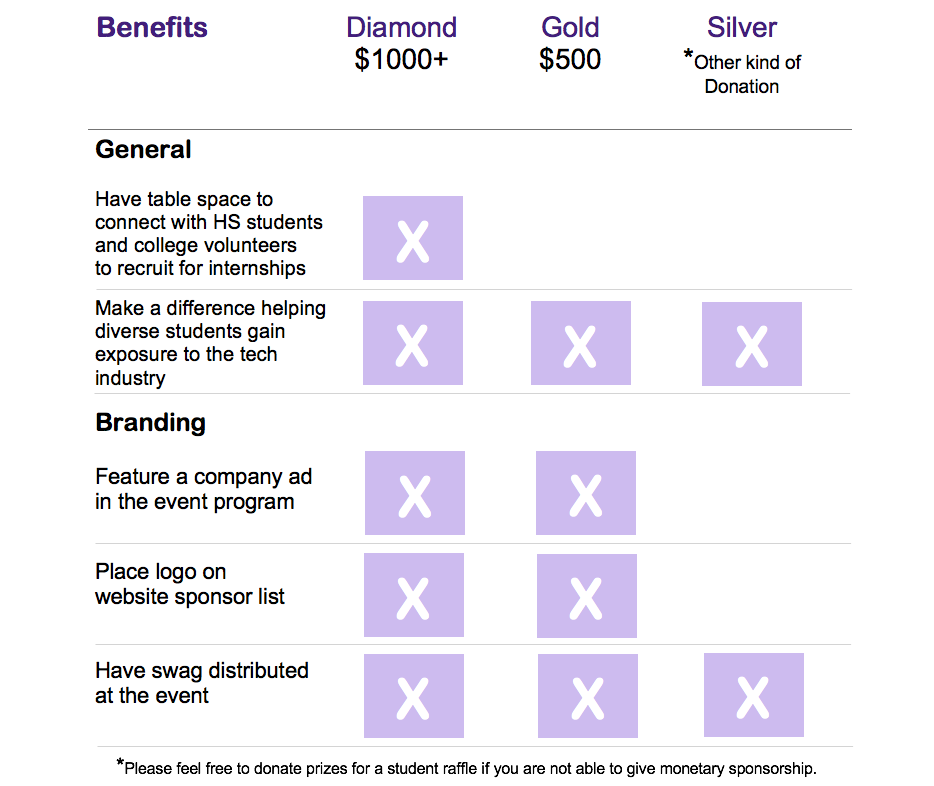 Benefits Diamond Gold Silver
$1000+ $500 *Other kind of
Donation
General
Have table space to
connect with HS students
and college volunteers
to recruit for internships
X
Make a difference helping
diverse students gain
exposure to the tech
industry
X X X
Branding
Feature a company ad
in the event program
X X
Place logo on
website sponsor list
X X
Have swag distributed
at the event
X X X
*Please feel free to donate prizes for a student raffle if you are not able to give monetary sponsorship.